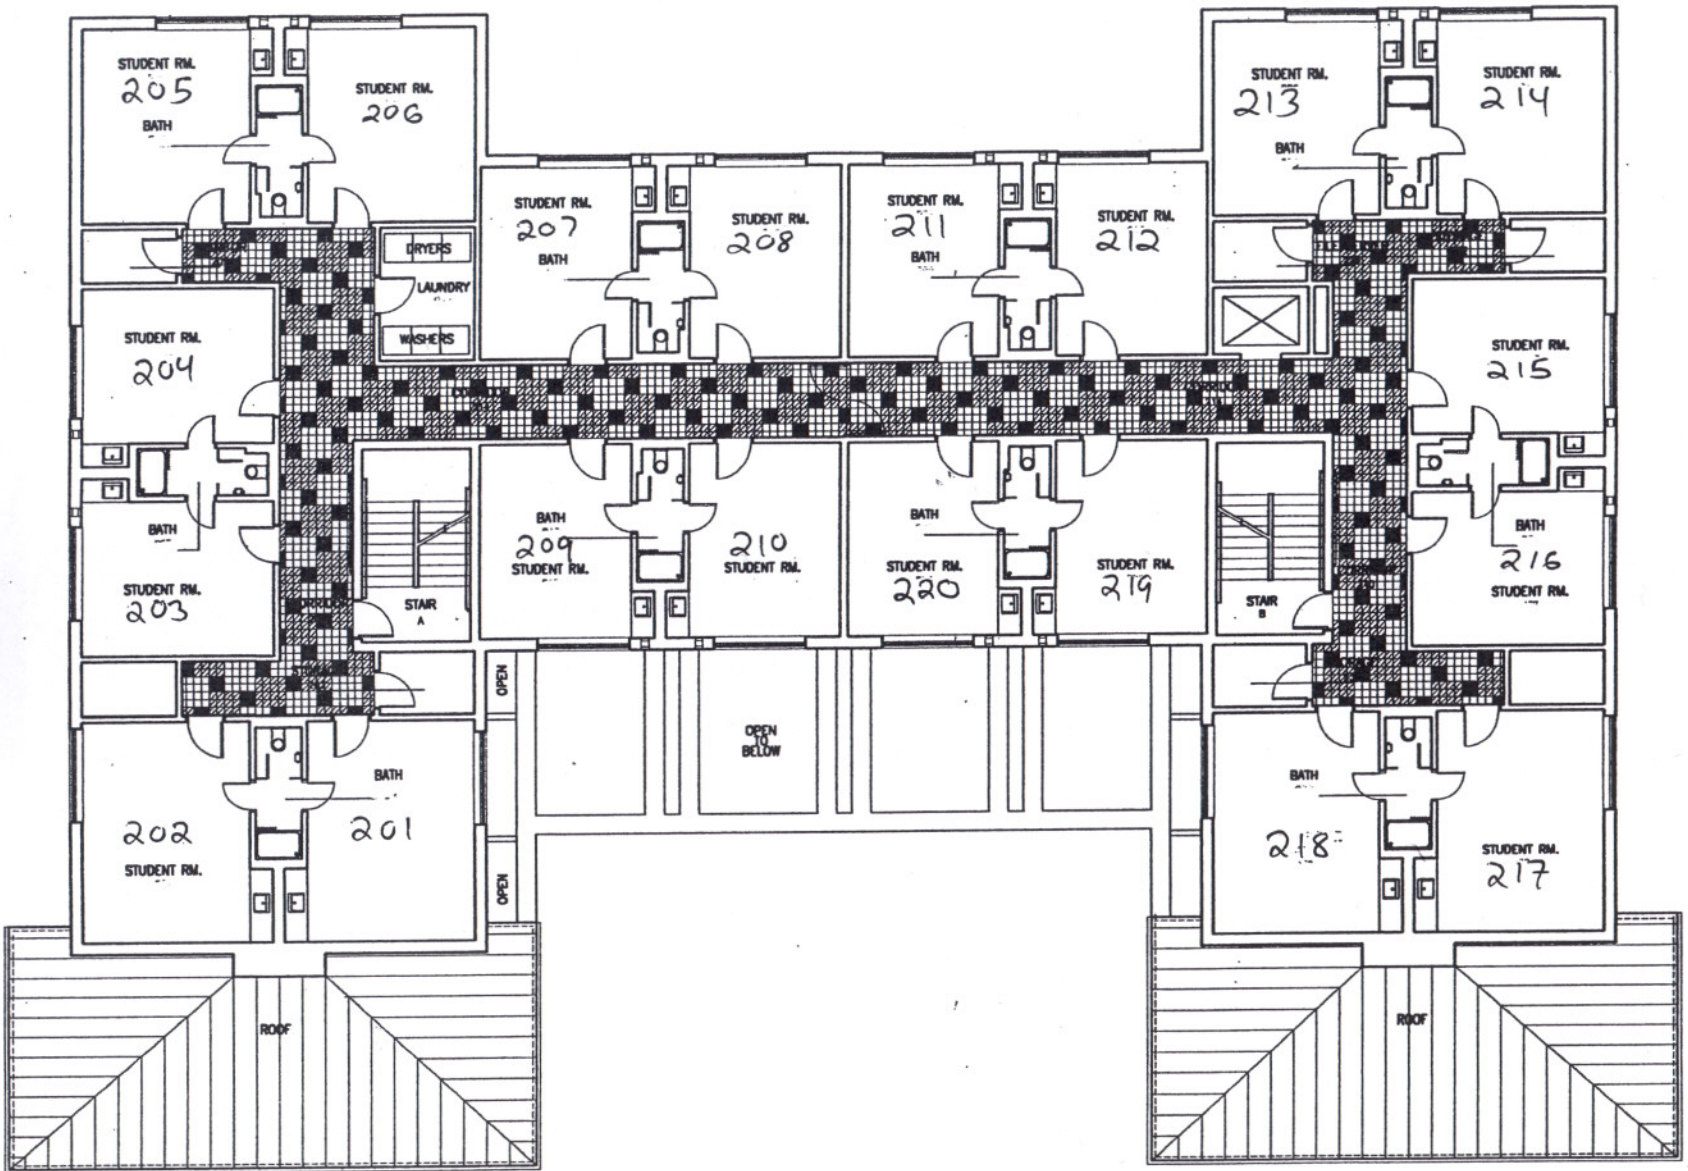 STUDENT RM.
205
BATH
STUDENT RM.
206
STUDENT RM.
213
BATH
STUDENT RM.
214
STUDENT RM.
207
BATH
STUDENT RM.
208
STUDENT RM.
211
BATH
STUDENT RM.
212
DRYERS
LAUNDRY
WASHERS
STUDENT RM.
204
STUDENT RM.
215
CORRIDOR
CORRIDOR
BATH
STUDENT RM.
203
STAIR
A
BATH
209
STUDENT RM.
210
STUDENT RM.
BATH
STUDENT RM.
220
STUDENT RM.
219
STAIR
B
BATH
216
STUDENT RM.
CORRIDOR
OPEN
OPEN
TO
BELOW
202
STUDENT RM.
BATH
201
OPEN
BATH
218
STUDENT RM.
217
ROOF
ROOF